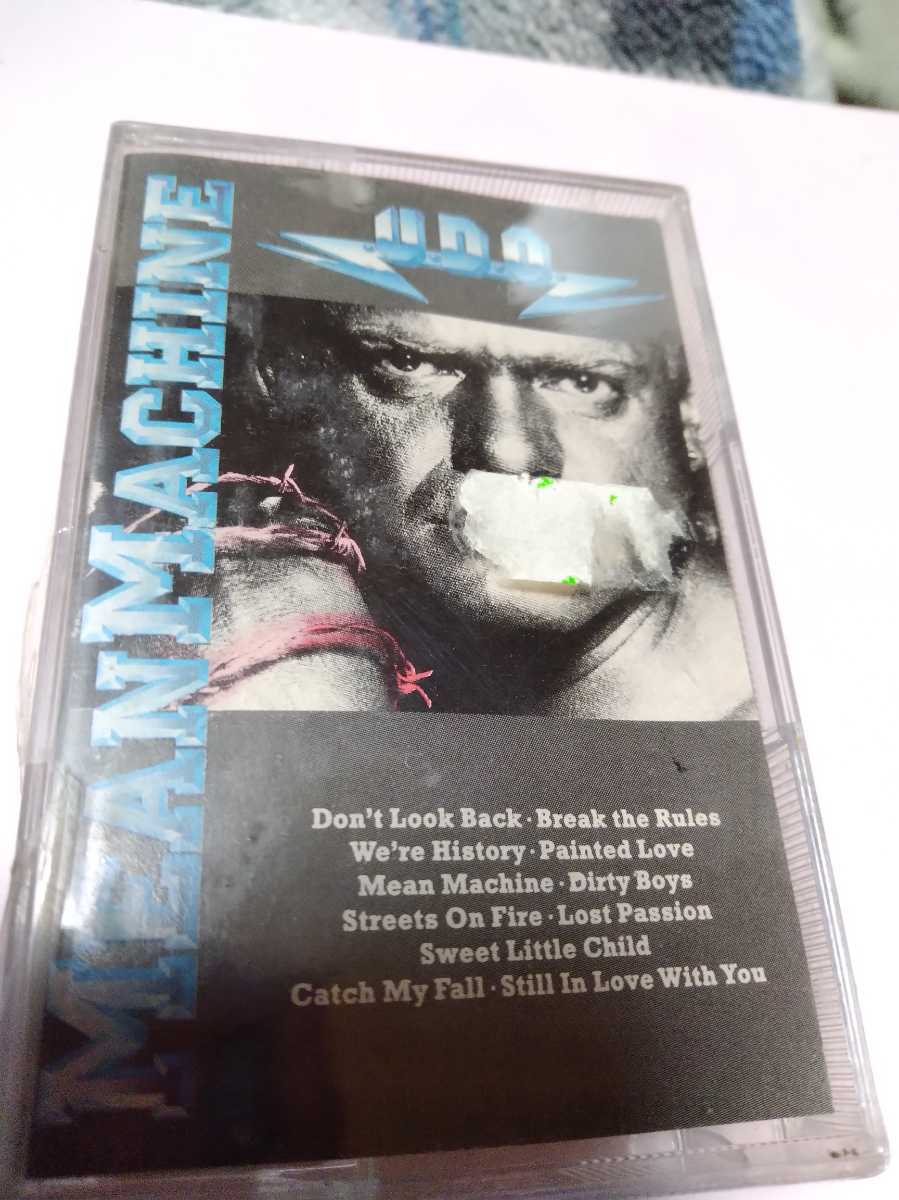 U.D.O.
MEAN MACHINE
Don't Look Back · Break the Rules
We're History · Painted Love
Mean Machine · Dirty Boys
Streets On Fire · Lost Passion
Sweet Little Child
Catch My Fall · Still In Love With You